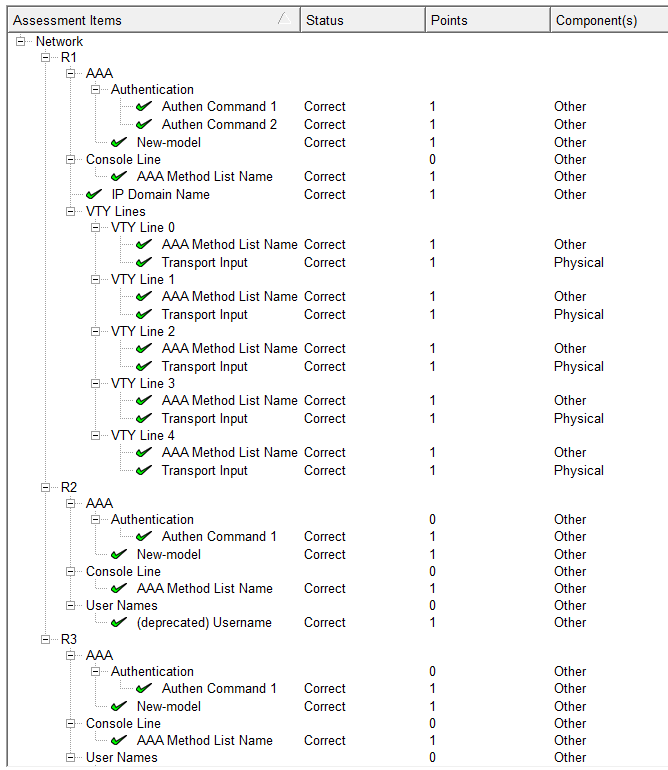 Assessment Items Status Points Component(s)
Network
R1
AAA
Authentication
Authen Command 1 Correct 1 Other
Authen Command 2 Correct 1 Other
New-model Correct 1 Other
Console Line 0 Other
AAA Method List Name Correct 1 Other
IP Domain Name Correct 1 Other
VTY Lines
VTY Line 0
AAA Method List Name Correct 1 Other
Transport Input Correct 1 Physical
VTY Line 1
AAA Method List Name Correct 1 Other
Transport Input Correct 1 Physical
VTY Line 2
AAA Method List Name Correct 1 Other
Transport Input Correct 1 Physical
VTY Line 3
AAA Method List Name Correct 1 Other
Transport Input Correct 1 Physical
VTY Line 4
AAA Method List Name Correct 1 Other
Transport Input Correct 1 Physical
R2
AAA
Authentication 0 Other
Authen Command 1 Correct 1 Other
New-model Correct 1 Other
Console Line 0 Other
AAA Method List Name Correct 1 Other
User Names 0 Other
(deprecated) Username Correct 1 Other
R3
AAA
Authentication 0 Other
Authen Command 1 Correct 1 Other
New-model Correct 1 Other
Console Line 0 Other
AAA Method List Name Correct 1 Other
User Names 0 Other